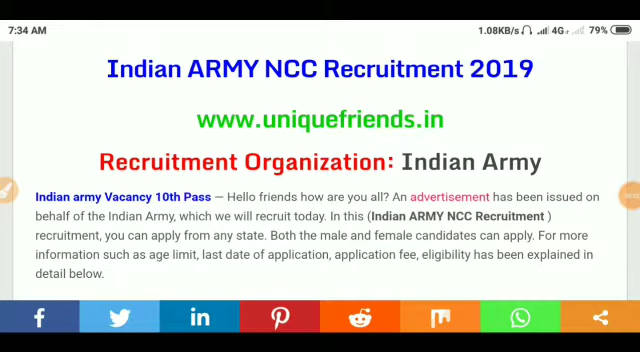 7:34 AM 1.08KB/s 4G 79%
Indian ARMY NCC Recruitment 2019
www.uniquefriends.in
Recruitment Organization: Indian Army
Indian army Vacancy 10th Pass — Hello friends how are you all? An advertisement has been issued on
behalf of the Indian Army, which we will recruit today. In this (Indian ARMY NCC Recruitment )
recruitment, you can apply from any state. Both the male and female candidates can apply. For more
information such as age limit, last date of application, application fee, eligibility has been explained in
detail below.